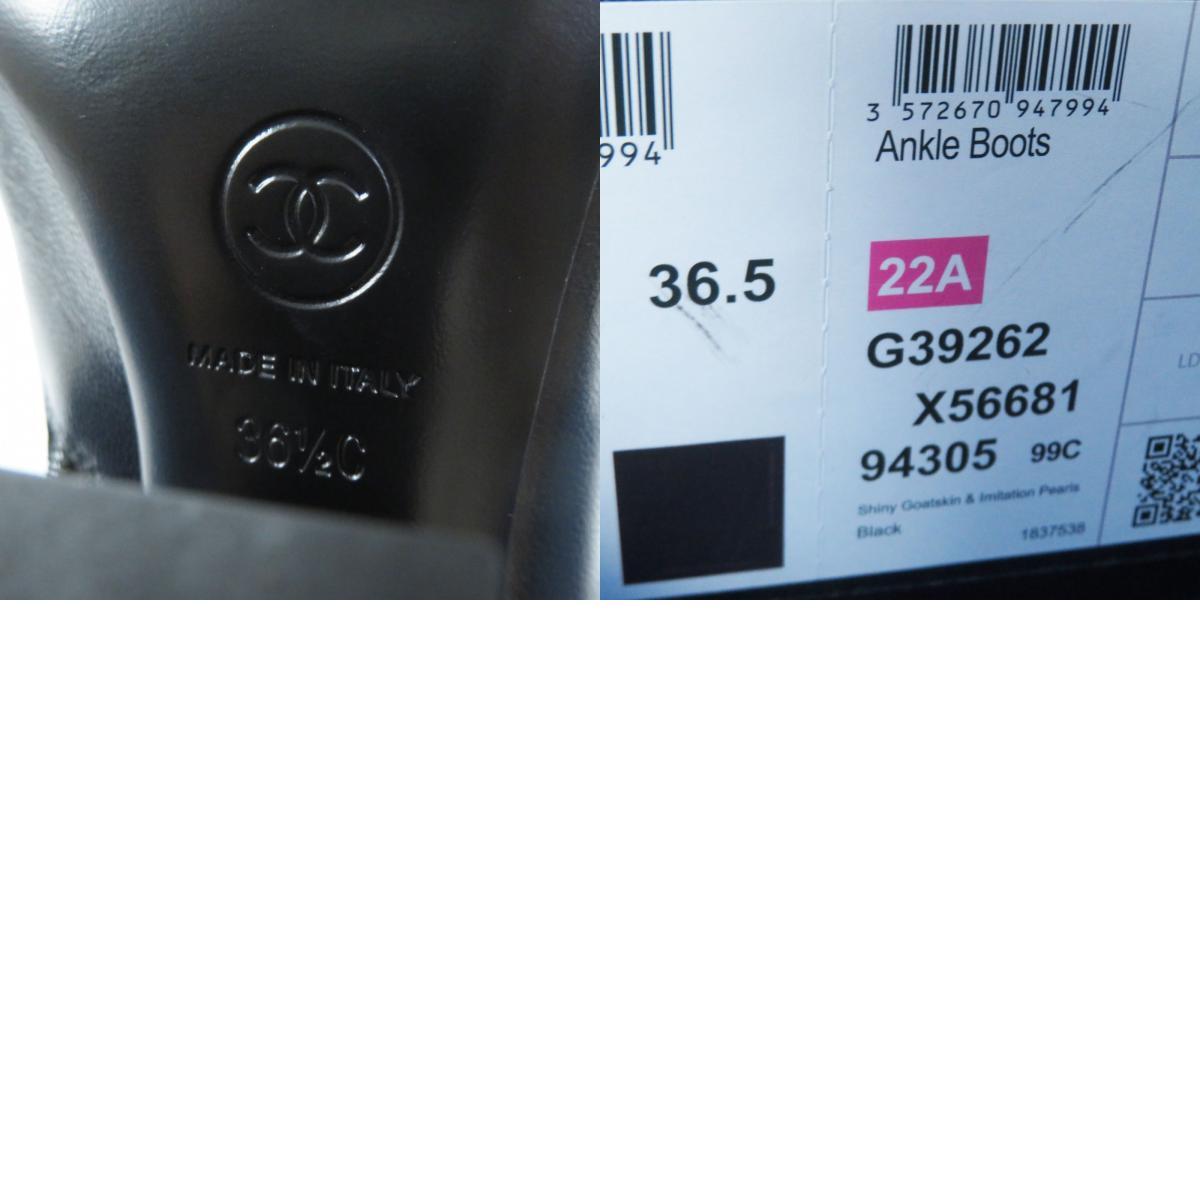 MADE IN ITALY
36½C
994
3 572670 947994
Ankle Boots
36.5
22A
G39262
X56681
94305 99C
Shiny Goatskin & Imitation Pearls
Black 1837538
LD